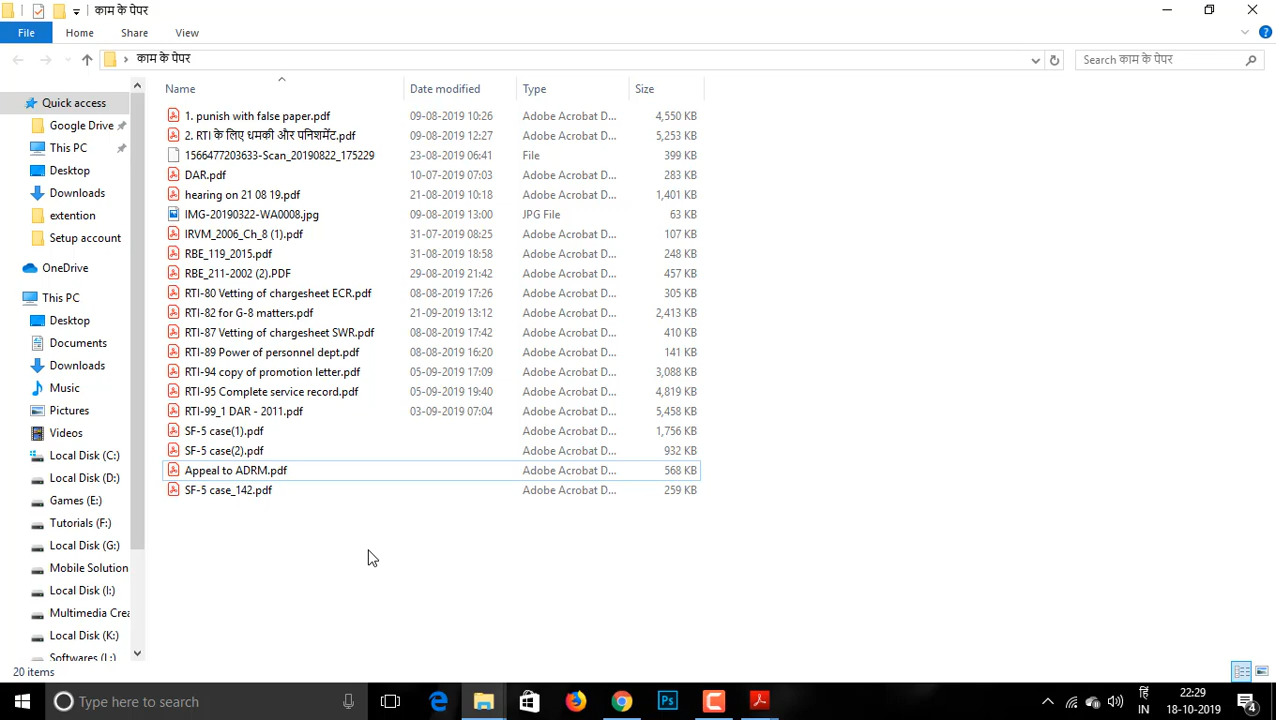 काम के पेपर
File Home Share View
काम के पेपर Search काम के पेपर
Name Date modified Type Size
Quick access
Google Drive
This PC
Desktop
Downloads
extention
Setup account
OneDrive
This PC
Desktop
Documents
Downloads
Music
Pictures
Videos
Local Disk (C:)
Local Disk (D:)
Games (E:)
Tutorials (F:)
Local Disk (G:)
Mobile Solution
Local Disk (I:)
Multimedia Crea
Local Disk (K:)
Softwares (L:)
1. punish with false paper.pdf 09-08-2019 10:26 Adobe Acrobat D... 4,550 KB
2. RTI के लिए धमकी और पनिशमेंट.pdf 09-08-2019 12:27 Adobe Acrobat D... 5,253 KB
1566477203633-Scan_20190822_175229 23-08-2019 06:41 File 399 KB
DAR.pdf 10-07-2019 07:03 Adobe Acrobat D... 283 KB
hearing on 21 08 19.pdf 21-08-2019 10:18 Adobe Acrobat D... 1,401 KB
IMG-20190322-WA0008.jpg 09-08-2019 13:00 JPG File 63 KB
IRVM_2006_Ch_8 (1).pdf 31-07-2019 08:25 Adobe Acrobat D... 107 KB
RBE_119_2015.pdf 31-08-2019 18:58 Adobe Acrobat D... 248 KB
RBE_211-2002 (2).PDF 29-08-2019 21:42 Adobe Acrobat D... 457 KB
RTI-80 Vetting of chargesheet ECR.pdf 08-08-2019 17:26 Adobe Acrobat D... 305 KB
RTI-82 for G-8 matters.pdf 21-09-2019 13:12 Adobe Acrobat D... 2,413 KB
RTI-87 Vetting of chargesheet SWR.pdf 08-08-2019 17:42 Adobe Acrobat D... 410 KB
RTI-89 Power of personnel dept.pdf 08-08-2019 16:20 Adobe Acrobat D... 141 KB
RTI-94 copy of promotion letter.pdf 05-09-2019 17:09 Adobe Acrobat D... 3,088 KB
RTI-95 Complete service record.pdf 05-09-2019 19:40 Adobe Acrobat D... 4,819 KB
RTI-99_1 DAR - 2011.pdf 03-09-2019 07:04 Adobe Acrobat D... 5,458 KB
SF-5 case(1).pdf Adobe Acrobat D... 1,756 KB
SF-5 case(2).pdf Adobe Acrobat D... 932 KB
Appeal to ADRM.pdf Adobe Acrobat D... 568 KB
SF-5 case_142.pdf Adobe Acrobat D... 259 KB
20 items
Type here to search
Ps
हिं
IN
22:29
18-10-2019
4